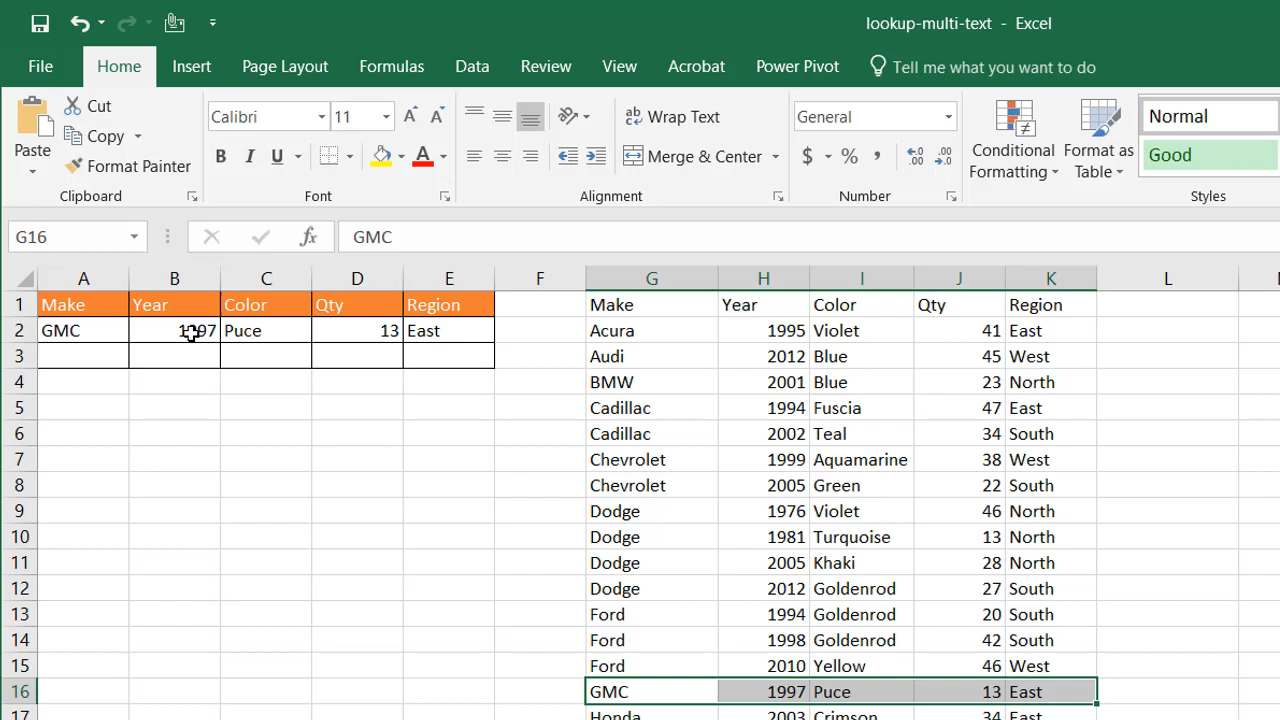 lookup-multi-text - Excel
File Home Insert Page Layout Formulas Data Review View Acrobat Power Pivot Tell me what you want to do
Paste
Cut
Copy
Format Painter
Clipboard
Calibri 11
B I U
Font
Wrap Text
Merge & Center
Alignment
General
$ % ,
Number
Conditional Formatting
Format as Table
Normal
Good
Styles
G16 fx GMC
A B C D E F G H I J K L
1 Make Year Color Qty Region Make Year Color Qty Region
2 GMC 1997 Puce 13 East Acura 1995 Violet 41 East
3 Audi 2012 Blue 45 West
4 BMW 2001 Blue 23 North
5 Cadillac 1994 Fuscia 47 East
6 Cadillac 2002 Teal 34 South
7 Chevrolet 1999 Aquamarine 38 West
8 Chevrolet 2005 Green 22 South
9 Dodge 1976 Violet 46 North
10 Dodge 1981 Turquoise 13 North
11 Dodge 2005 Khaki 28 North
12 Dodge 2012 Goldenrod 27 South
13 Ford 1994 Goldenrod 20 South
14 Ford 1998 Goldenrod 42 South
15 Ford 2010 Yellow 46 West
16 GMC 1997 Puce 13 East
17 Honda 2003 Crimson 34 East